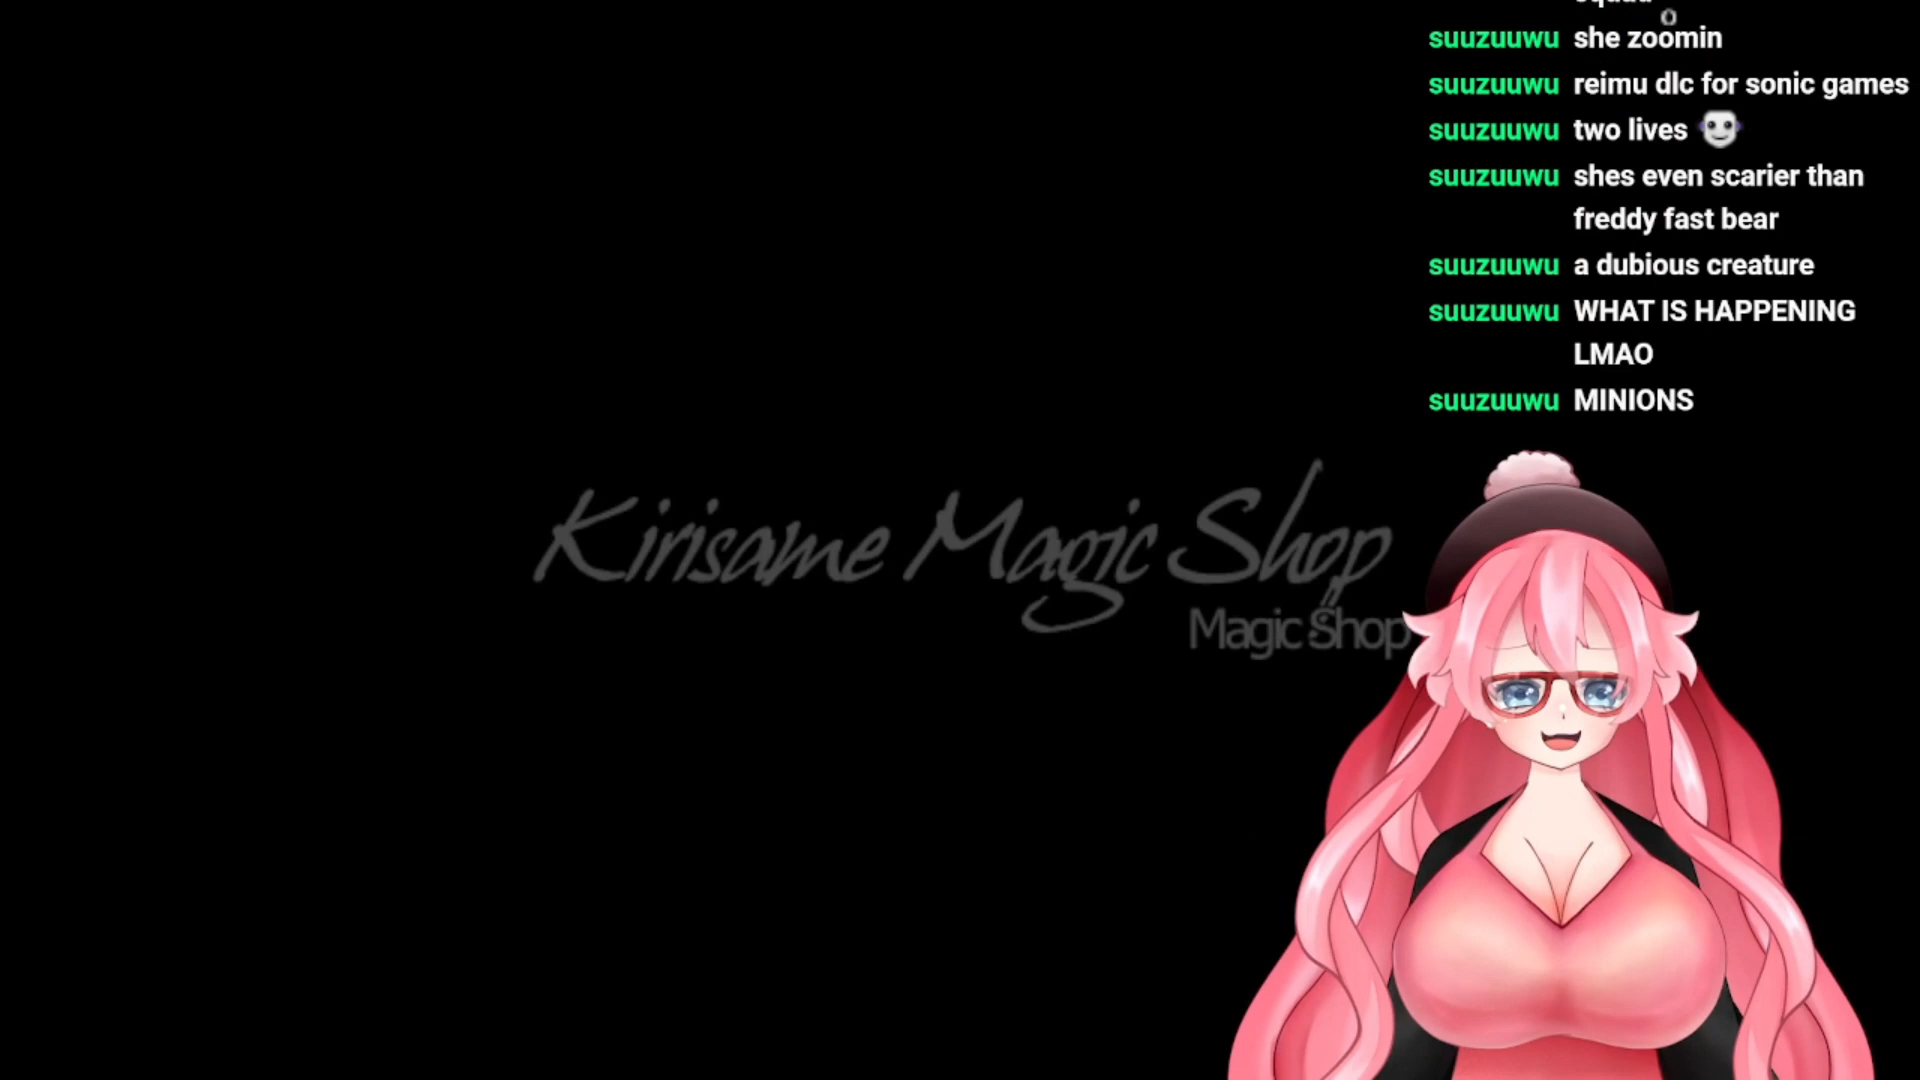 suuzuuwu she zoomin
suuzuuwu reimu dlc for sonic games
suuzuuwu two lives
suuzuuwu shes even scarier than
freddy fast bear
suuzuuwu a dubious creature
suuzuuwu WHAT IS HAPPENING
LMAO
suuzuuwu MINIONS
Kirisame Magic Shop
Magic Shop